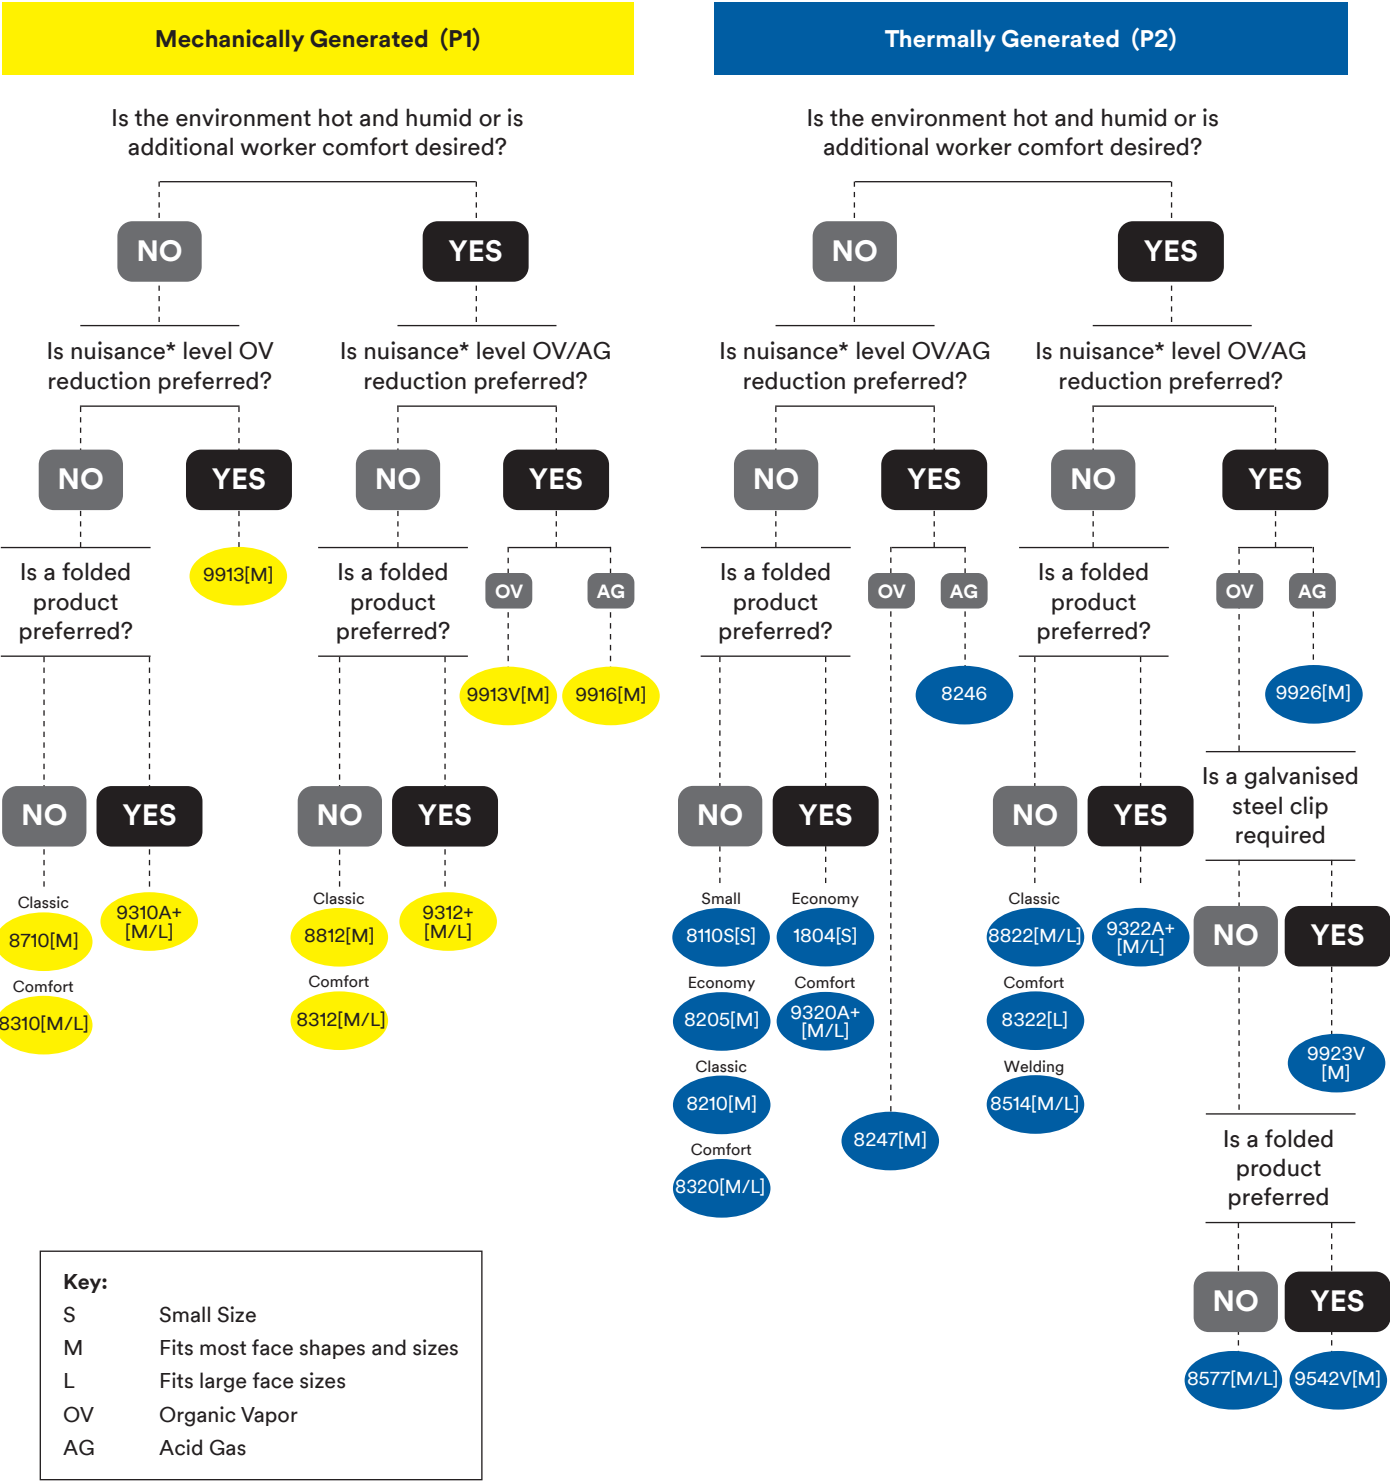 Mechanically Generated (P1)
Is the environment hot and humid or is
additional worker comfort desired?
NO
YES
Is nuisance* level OV
reduction preferred?
Is nuisance* level OV/AG
reduction preferred?
NO
YES
NO
YES
Is a folded
product
preferred?
9913[M]
Is a folded
product
preferred?
OV
AG
9913V[M]
9916[M]
NO
YES
NO
YES
Classic
8710[M]
Comfort
8310[M/L]
9310A+
[M/L]
Classic
8812[M]
Comfort
8312[M/L]
9312+
[M/L]
Thermally Generated (P2)
Is the environment hot and humid or is
additional worker comfort desired?
NO
YES
Is nuisance* level OV/AG
reduction preferred?
Is nuisance* level OV/AG
reduction preferred?
NO
YES
NO
YES
Is a folded
product
preferred?
OV
AG
8246
Is a folded
product
preferred?
OV
AG
9926[M]
NO
YES
NO
YES
Is a galvanised
steel clip
required
Small
8110S[S]
Economy
8205[M]
Classic
8210[M]
Comfort
8320[M/L]
Economy
1804[S]
Comfort
9320A+
[M/L]
8247[M]
Classic
8822[M/L]
Comfort
8322[L]
Welding
8514[M/L]
9322A+
[M/L]
NO
YES
9923V
[M]
Is a folded
product
preferred
NO
YES
8577[M/L]
9542V[M]
Key:
S Small Size
M Fits most face shapes and sizes
L Fits large face sizes
OV Organic Vapor
AG Acid Gas